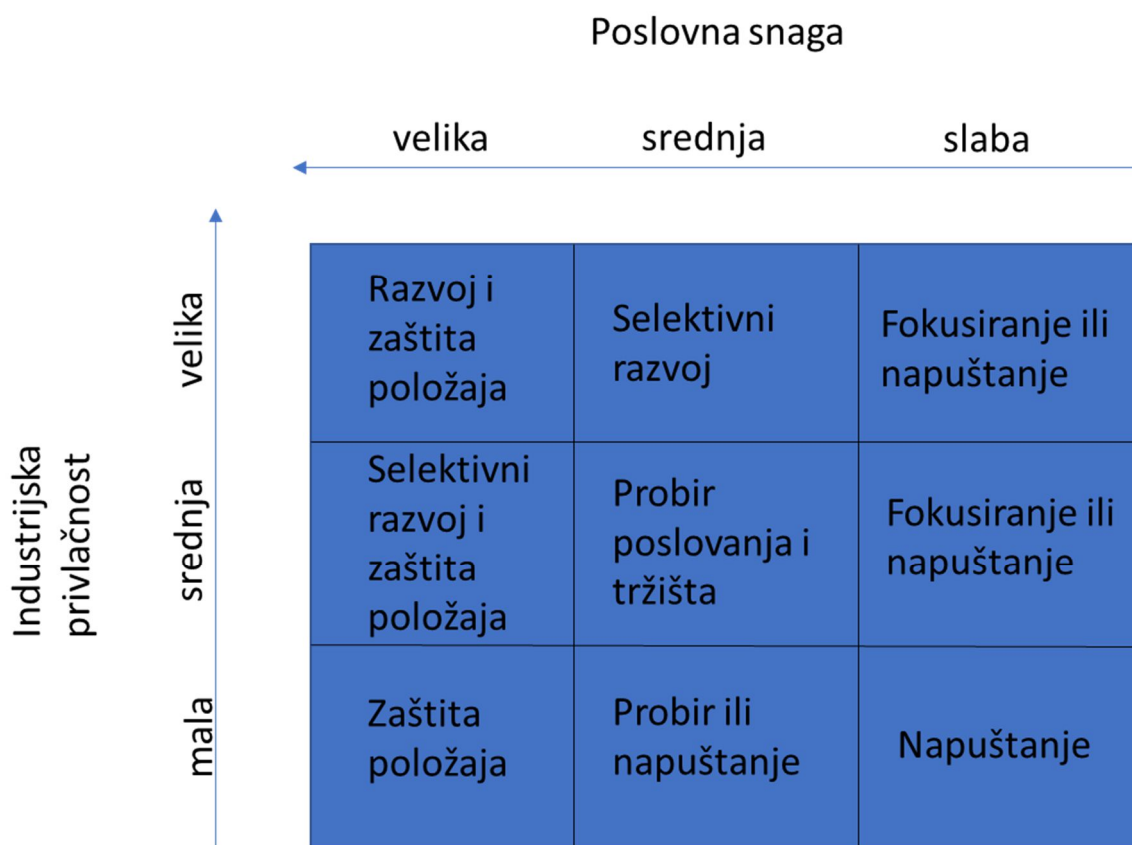 Poslovna snaga
velika
srednja
slaba
Industrijska
privlačnost
velika
Razvoj i
zaštita
položaja
Selektivni
razvoj
Fokusiranje ili
napuštanje
srednja
Selektivni
razvoj i
zaštita
položaja
Probir
poslovanja i
tržišta
Fokusiranje ili
napuštanje
mala
Zaštita
položaja
Probir ili
napuštanje
Napuštanje